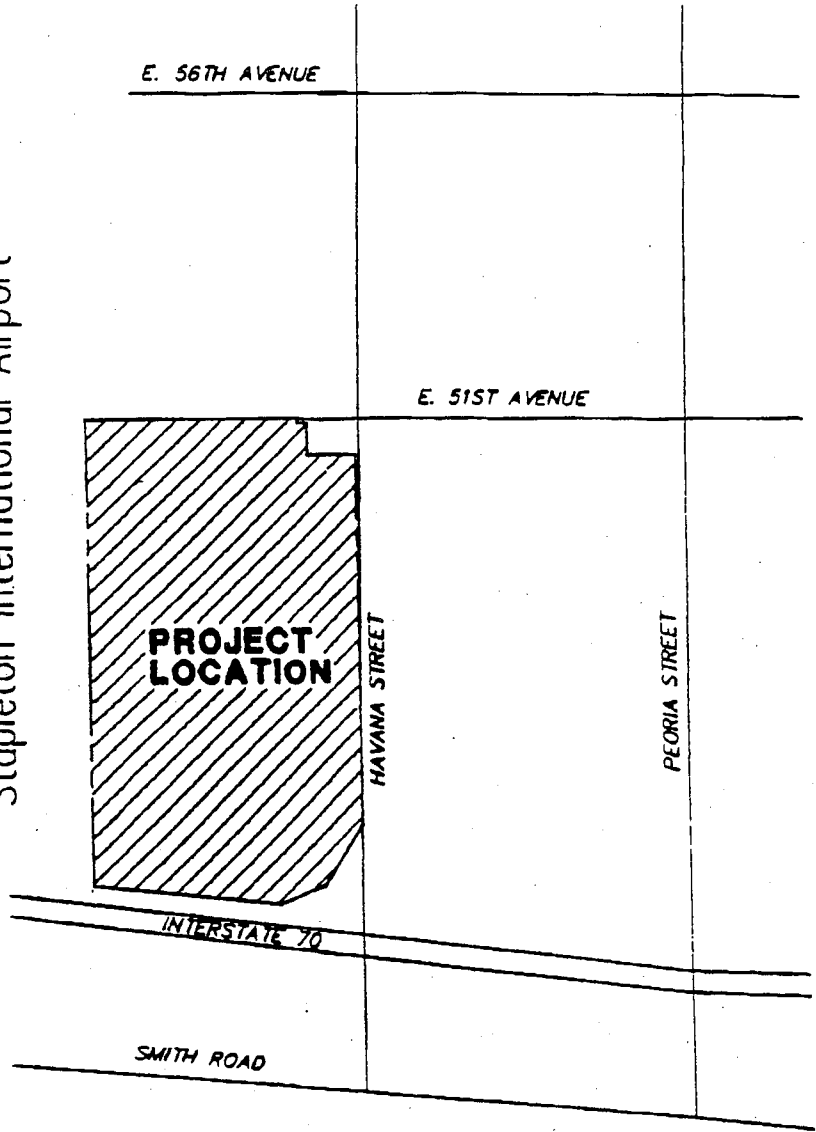 E. 56TH AVENUE
Stapleton International Airport
E. 51ST AVENUE
PROJECT
LOCATION
HAVANA STREET
PEORIA STREET
INTERSTATE 70
SMITH ROAD